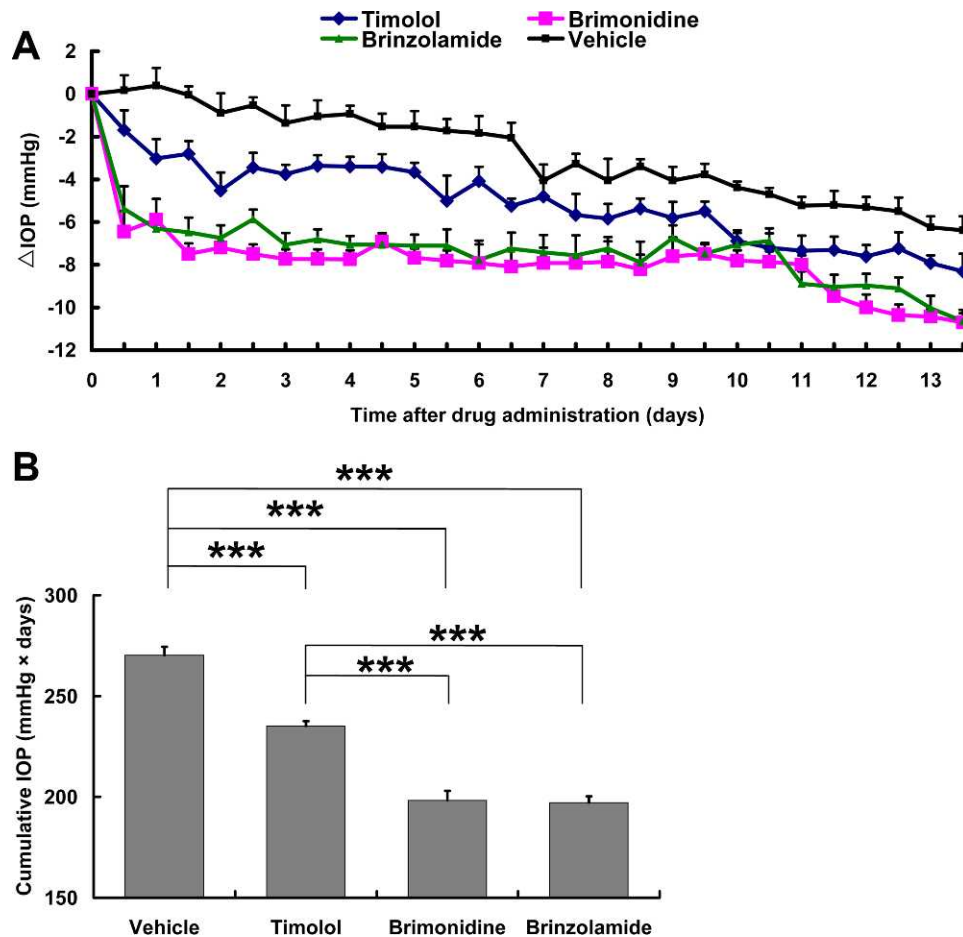 Timolol Brimonidine
Brinzolamide Vehicle
A
2
0
-2
-4
-6
-8
-10
-12
△IOP (mmHg)
0 1 2 3 4 5 6 7 8 9 10 11 12 13
Time after drug administration (days)
B
***
***
***
***
***
300
250
200
150
Cumulative IOP (mmHg × days)
Vehicle Timolol Brimonidine Brinzolamide